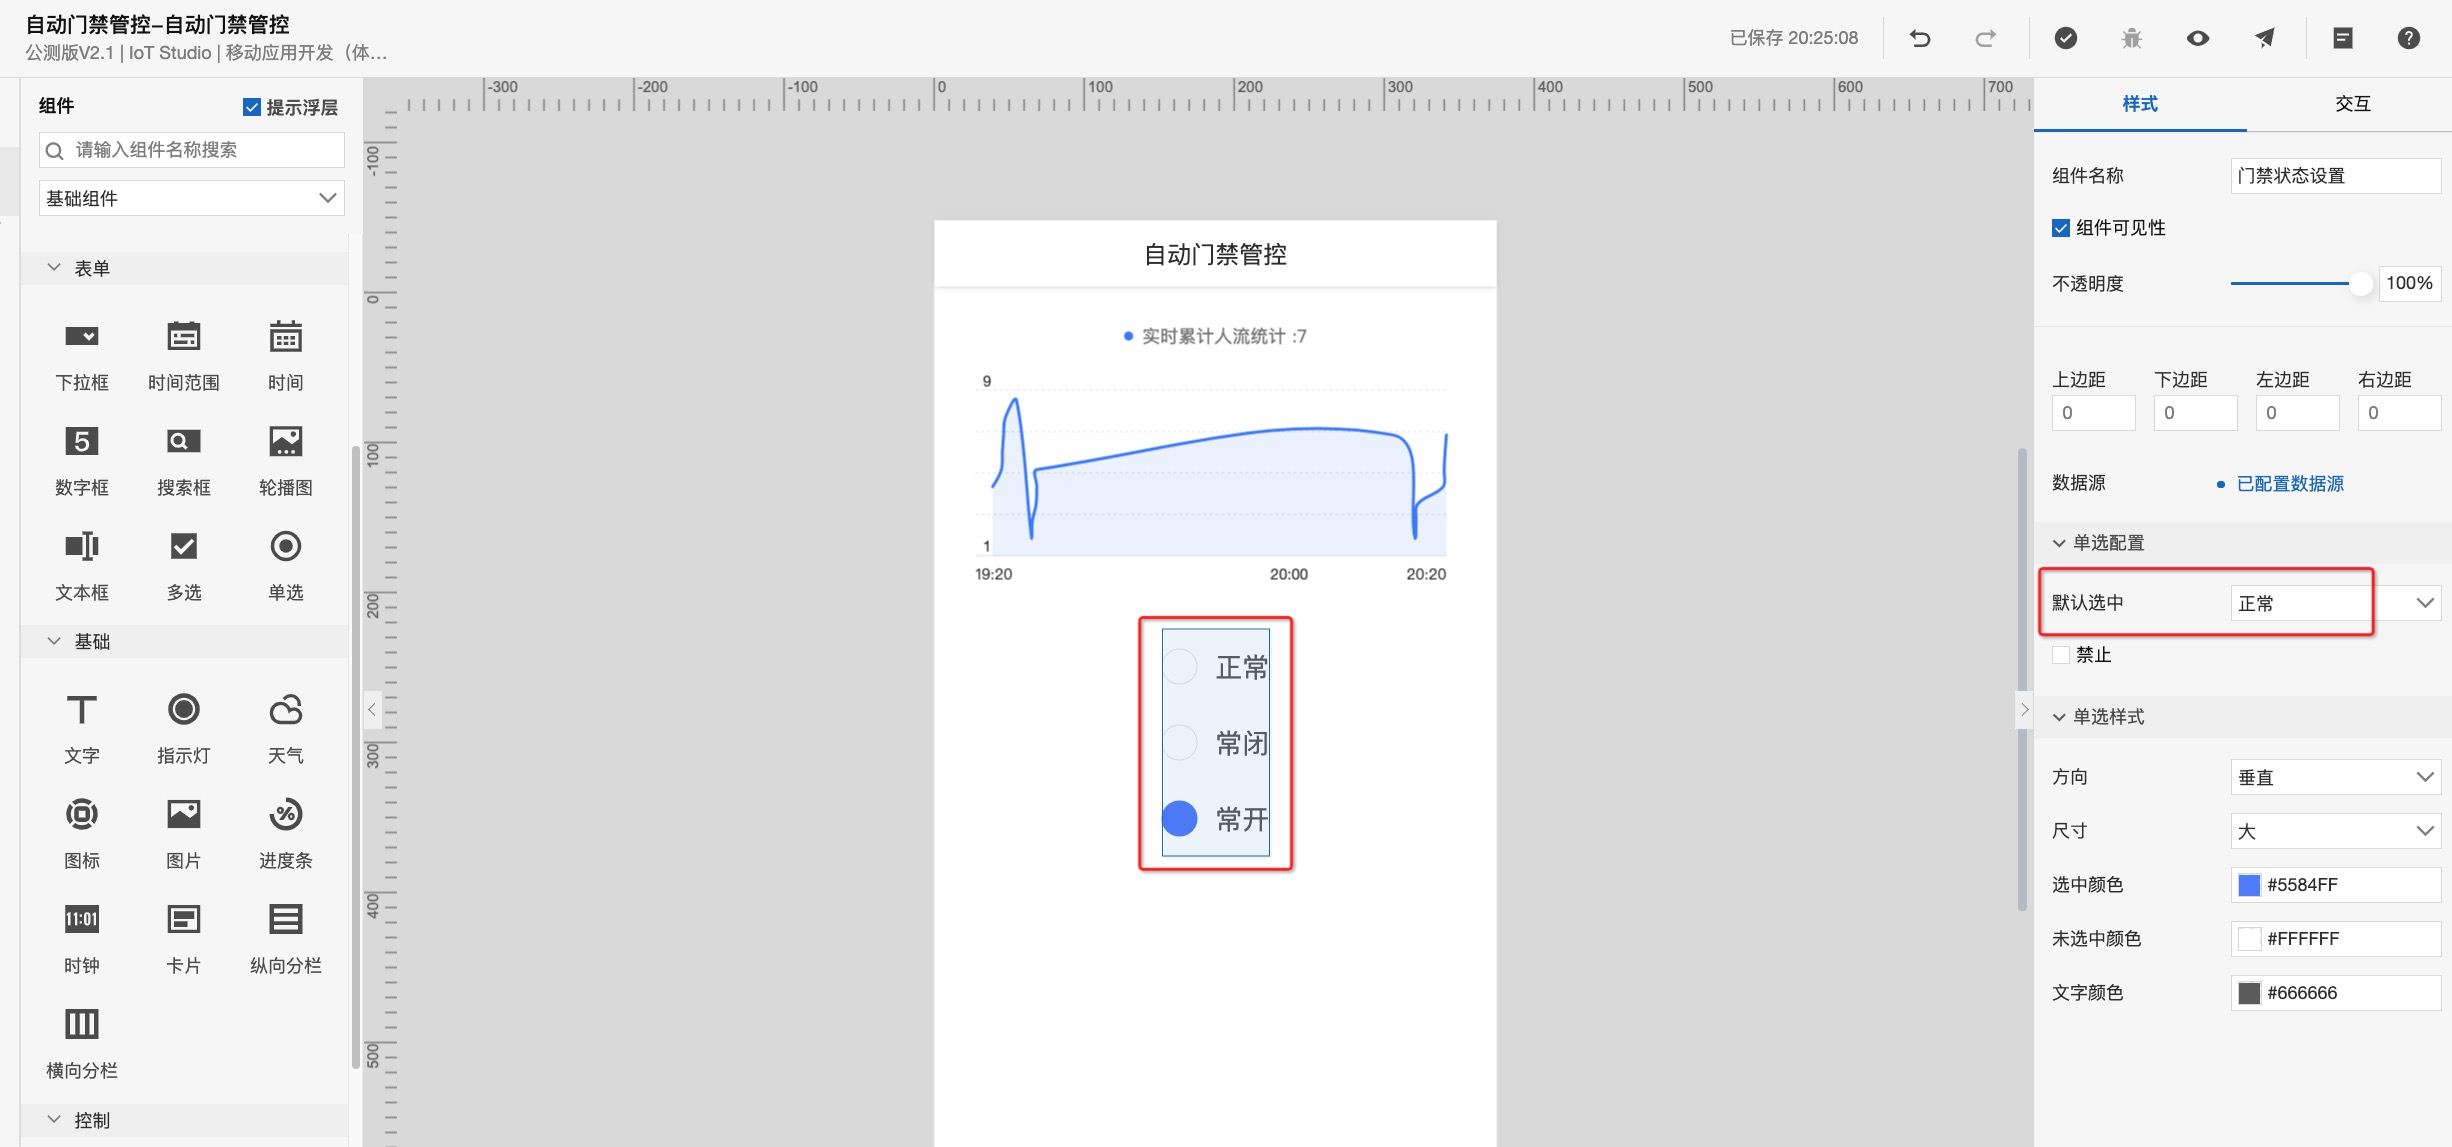 自动门禁管控-自动门禁管控
公测版V2.1 | IoT Studio | 移动应用开发（体...
已保存 20:25:08
组件
提示浮层
请输入组件名称搜索
基础组件
表单
下拉框
时间范围
时间
5
数字框
搜索框
轮播图
文本框
多选
单选
基础
文字
指示灯
天气
图标
图片
%
进度条
11:01
时钟
卡片
纵向分栏
横向分栏
控制
-300
-200
-100
0
100
200
300
400
500
600
700
-100
0
100
200
300
400
500
自动门禁管控
实时累计人流统计 :7
9
1
19:20
20:00
20:20
正常
常闭
常开
样式
交互
组件名称
门禁状态设置
组件可见性
不透明度
100%
上边距
下边距
左边距
右边距
0
0
0
0
数据源
已配置数据源
单选配置
默认选中
正常
禁止
单选样式
方向
垂直
尺寸
大
选中颜色
#5584FF
未选中颜色
#FFFFFF
文字颜色
#666666